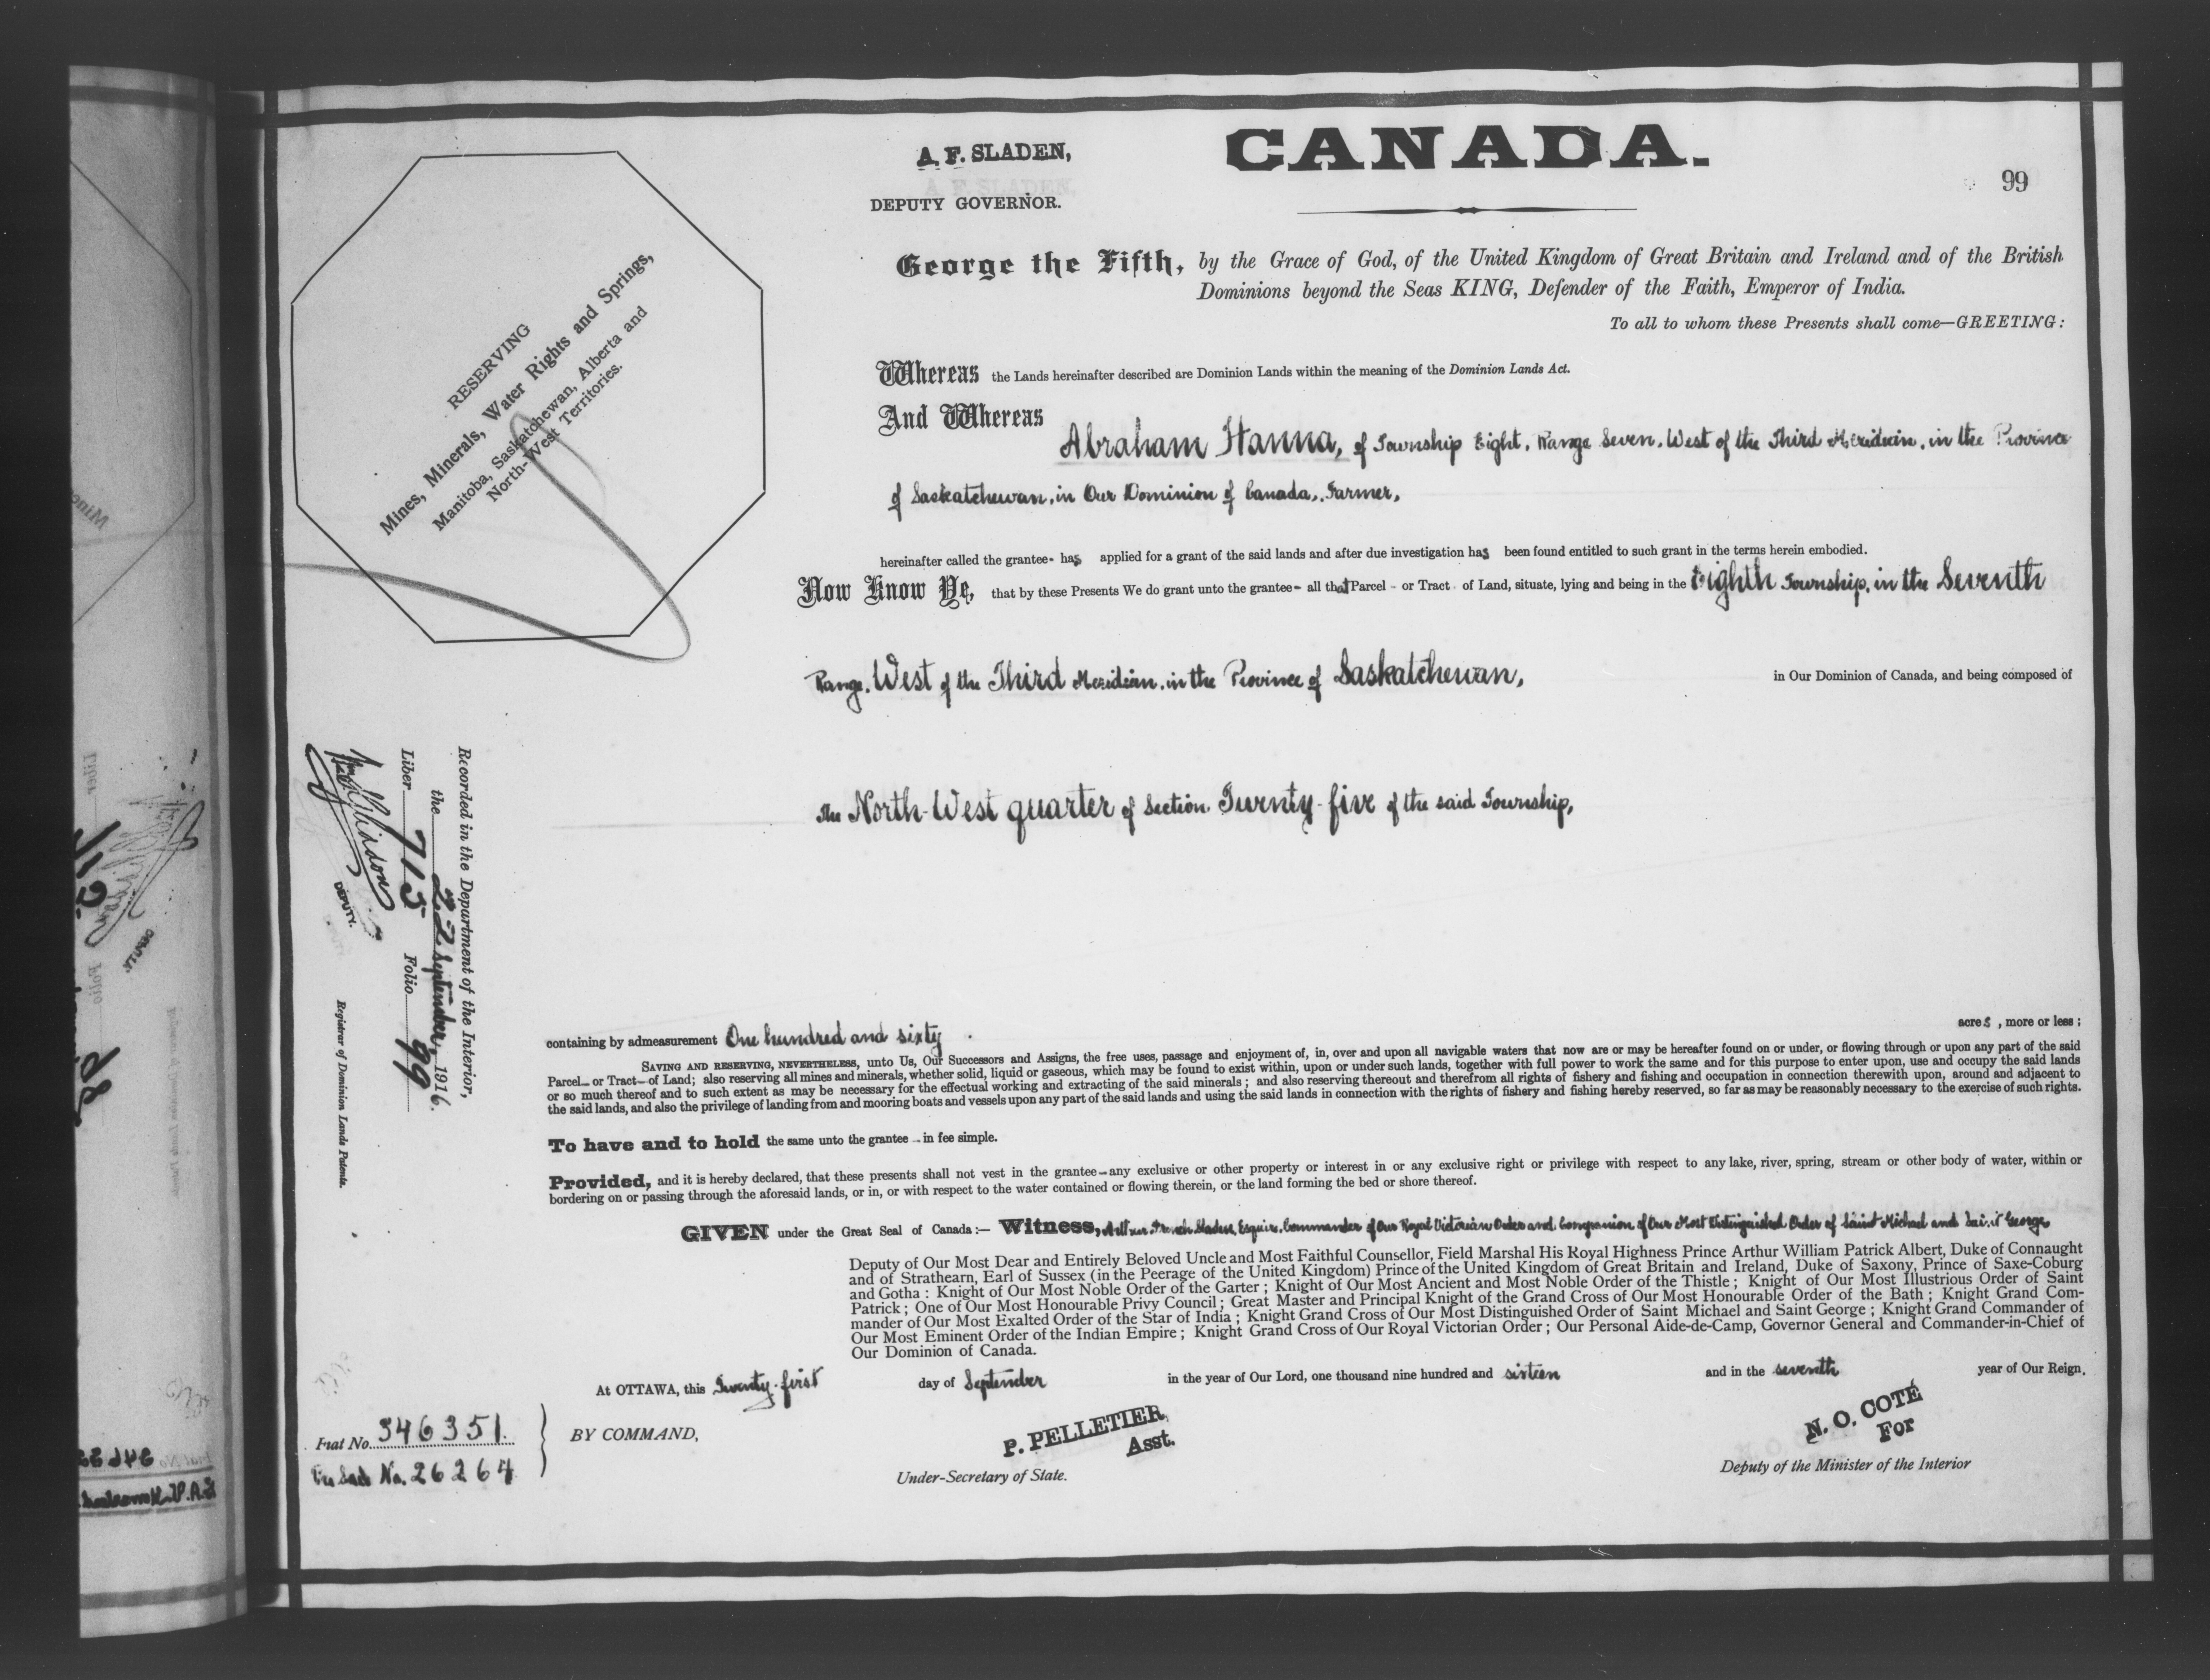 A. F. SLADEN,
DEPUTY GOVERNOR.
CANADA.
99
RESERVING
Mines, Minerals, Water Rights and Springs,
Manitoba, Saskatchewan, Alberta and
North-West Territories.
George the Fifth, by the Grace of God, of the United Kingdom of Great Britain and Ireland and of the British
Dominions beyond the Seas KING, Defender of the Faith, Emperor of India.
To all to whom these Presents shall come—GREETING:
Whereas the Lands hereinafter described are Dominion Lands within the meaning of the Dominion Lands Act.
And Whereas
Abraham Hanna, of Township Eight, Range Seven, West of the Third Meridian, in the Province
of Saskatchewan, in Our Dominion of Canada, Farmer,
hereinafter called the grantee- has applied for a grant of the said lands and after due investigation has been found entitled to such grant in the terms herein embodied.
Now Know Ye, that by these Presents We do grant unto the grantee- all that Parcel - or Tract - of Land, situate, lying and being in the Eighth Township, in the Seventh
Range, West of the Third Meridian, in the Province of Saskatchewan, in Our Dominion of Canada, and being composed of
The North-West quarter of Section Twenty-five of the said Township,
Recorded in the Department of the Interior,
the 22 September, 1916.
Liber 715 Folio 99
DEPUTY.
Registrar of Dominion Lands Patents.
containing by admeasurement One hundred and sixty acres, more or less;
SAVING AND RESERVING, NEVERTHELESS, unto Us, Our Successors and Assigns, the free uses, passage and enjoyment of, in, over and upon all navigable waters that now are or may be hereafter found on or under, or flowing through or upon any part of the said
Parcel- or Tract- of Land; also reserving all mines and minerals, whether solid, liquid or gaseous, which may be found to exist within, upon or under such lands, together with full power to work the same and for this purpose to enter upon, use and occupy the said lands
or so much thereof and to such extent as may be necessary for the effectual working and extracting of the said minerals; and also reserving thereout and therefrom all rights of fishery and fishing and occupation in connection therewith upon, around and adjacent to
the said lands, and also the privilege of landing from and mooring boats and vessels upon any part of the said lands and using the said lands in connection with the rights of fishery and fishing hereby reserved, so far as may be reasonably necessary to the exercise of such rights.
To have and to hold the same unto the grantee - in fee simple.
Provided, and it is hereby declared, that these presents shall not vest in the grantee- any exclusive or other property or interest in or any exclusive right or privilege with respect to any lake, river, spring, stream or other body of water, within or
bordering on or passing through the aforesaid lands, or in, or with respect to the water contained or flowing therein, or the land forming the bed or shore thereof.
GIVEN under the Great Seal of Canada:— Witness, Arthur French Sladen, Esquire, Commander of Our Royal Victorian Order and Companion of Our Most Distinguished Order of Saint Michael and Saint George
Deputy of Our Most Dear and Entirely Beloved Uncle and Most Faithful Counsellor, Field Marshal His Royal Highness Prince Arthur William Patrick Albert, Duke of Connaught
and of Strathearn, Earl of Sussex (in the Peerage of the United Kingdom) Prince of the United Kingdom of Great Britain and Ireland, Duke of Saxony, Prince of Saxe-Coburg
and Gotha: Knight of Our Most Noble Order of the Garter; Knight of Our Most Ancient and Most Noble Order of the Thistle; Knight of Our Most Illustrious Order of Saint
Patrick; One of Our Most Honourable Privy Council; Great Master and Principal Knight of the Grand Cross of Our Most Honourable Order of the Bath; Knight Grand Com-
mander of Our Most Exalted Order of the Star of India; Knight Grand Cross of Our Most Distinguished Order of Saint Michael and Saint George; Knight Grand Commander of
Our Most Eminent Order of the Indian Empire; Knight Grand Cross of Our Royal Victorian Order; Our Personal Aide-de-Camp, Governor General and Commander-in-Chief of
Our Dominion of Canada.
At OTTAWA, this Twenty-first day of September in the year of Our Lord, one thousand nine hundred and sixteen and in the seventh year of Our Reign.
Fiat No. 346351.
No. 26264
BY COMMAND,
P. PELLETIER,
Asst.
Under-Secretary of State.
N. O. COTÉ
For
Deputy of the Minister of the Interior